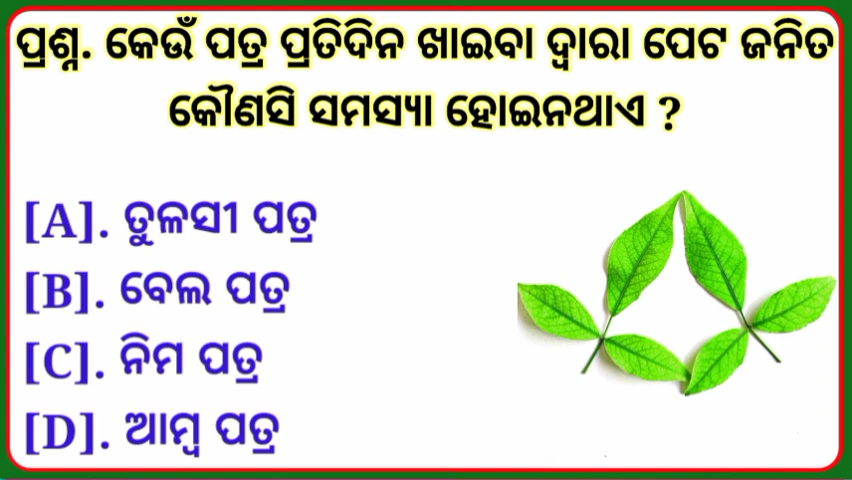 ପ୍ରଶ୍ନ. କେଉଁ ପତ୍ର ପ୍ରତିଦିନ ଖାଇବା ଦ୍ୱାରା ପେଟ ଜନିତ
କୌଣସି ସମସ୍ୟା ହୋଇନଥାଏ ?
[A]. ତୁଳସୀ ପତ୍ର
[B]. ବେଲ ପତ୍ର
[C]. ନିମ ପତ୍ର
[D]. ଆମ୍ବ ପତ୍ର